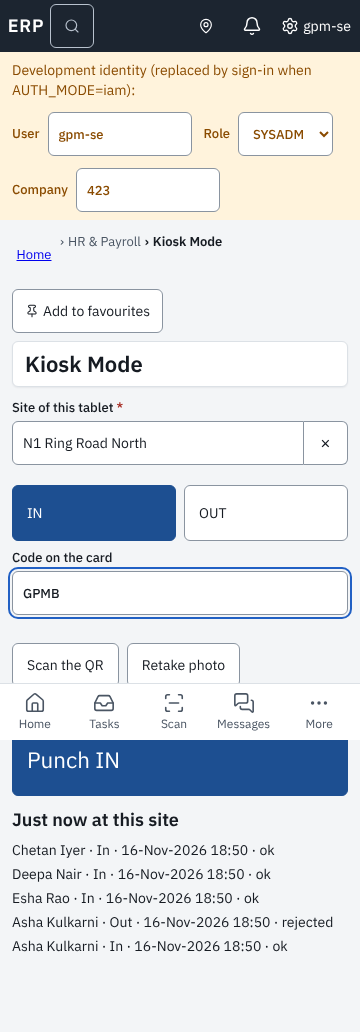 ERP
gpm-se
Development identity (replaced by sign-in when
AUTH_MODE=iam):
User gpm-se Role SYSADM
Company 423
Home › HR & Payroll › Kiosk Mode
Add to favourites
Kiosk Mode
Site of this tablet *
N1 Ring Road North ×
IN OUT
Code on the card
GPMB
Scan the QR Retake photo
Home Tasks Scan Messages More
Punch IN
Just now at this site
Chetan Iyer · In · 16-Nov-2026 18:50 · ok
Deepa Nair · In · 16-Nov-2026 18:50 · ok
Esha Rao · In · 16-Nov-2026 18:50 · ok
Asha Kulkarni · Out · 16-Nov-2026 18:50 · rejected
Asha Kulkarni · In · 16-Nov-2026 18:50 · ok